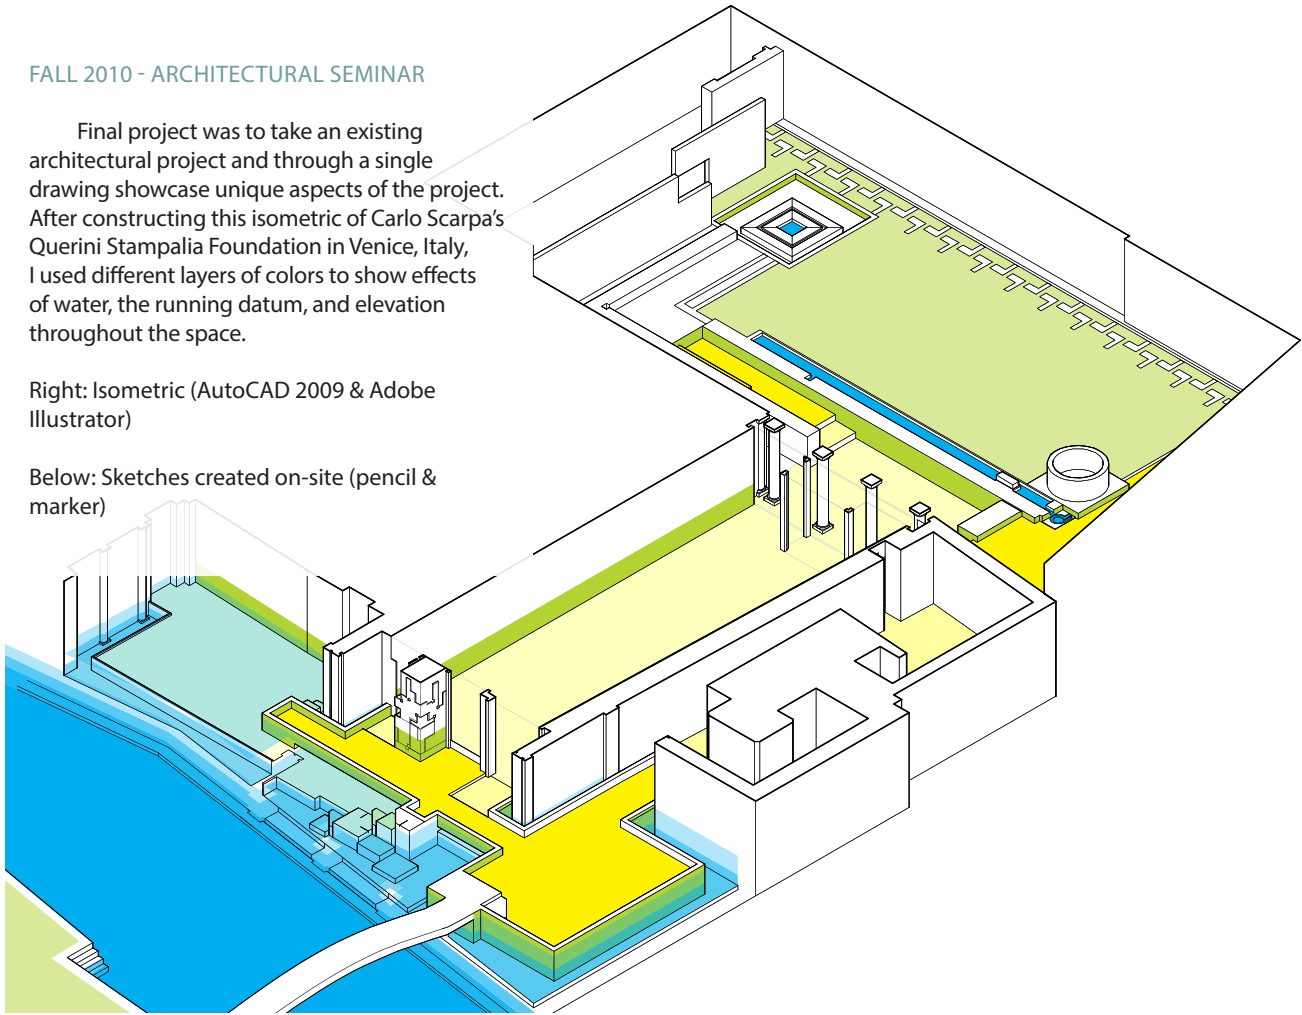 FALL 2010 - ARCHITECTURAL SEMINAR
Final project was to take an existing
architectural project and through a single
drawing showcase unique aspects of the project.
After constructing this isometric of Carlo Scarpa’s
Querini Stampalia Foundation in Venice, Italy,
I used different layers of colors to show effects
of water, the running datum, and elevation
throughout the space.
Right: Isometric (AutoCAD 2009 & Adobe
Illustrator)
Below: Sketches created on-site (pencil &
marker)